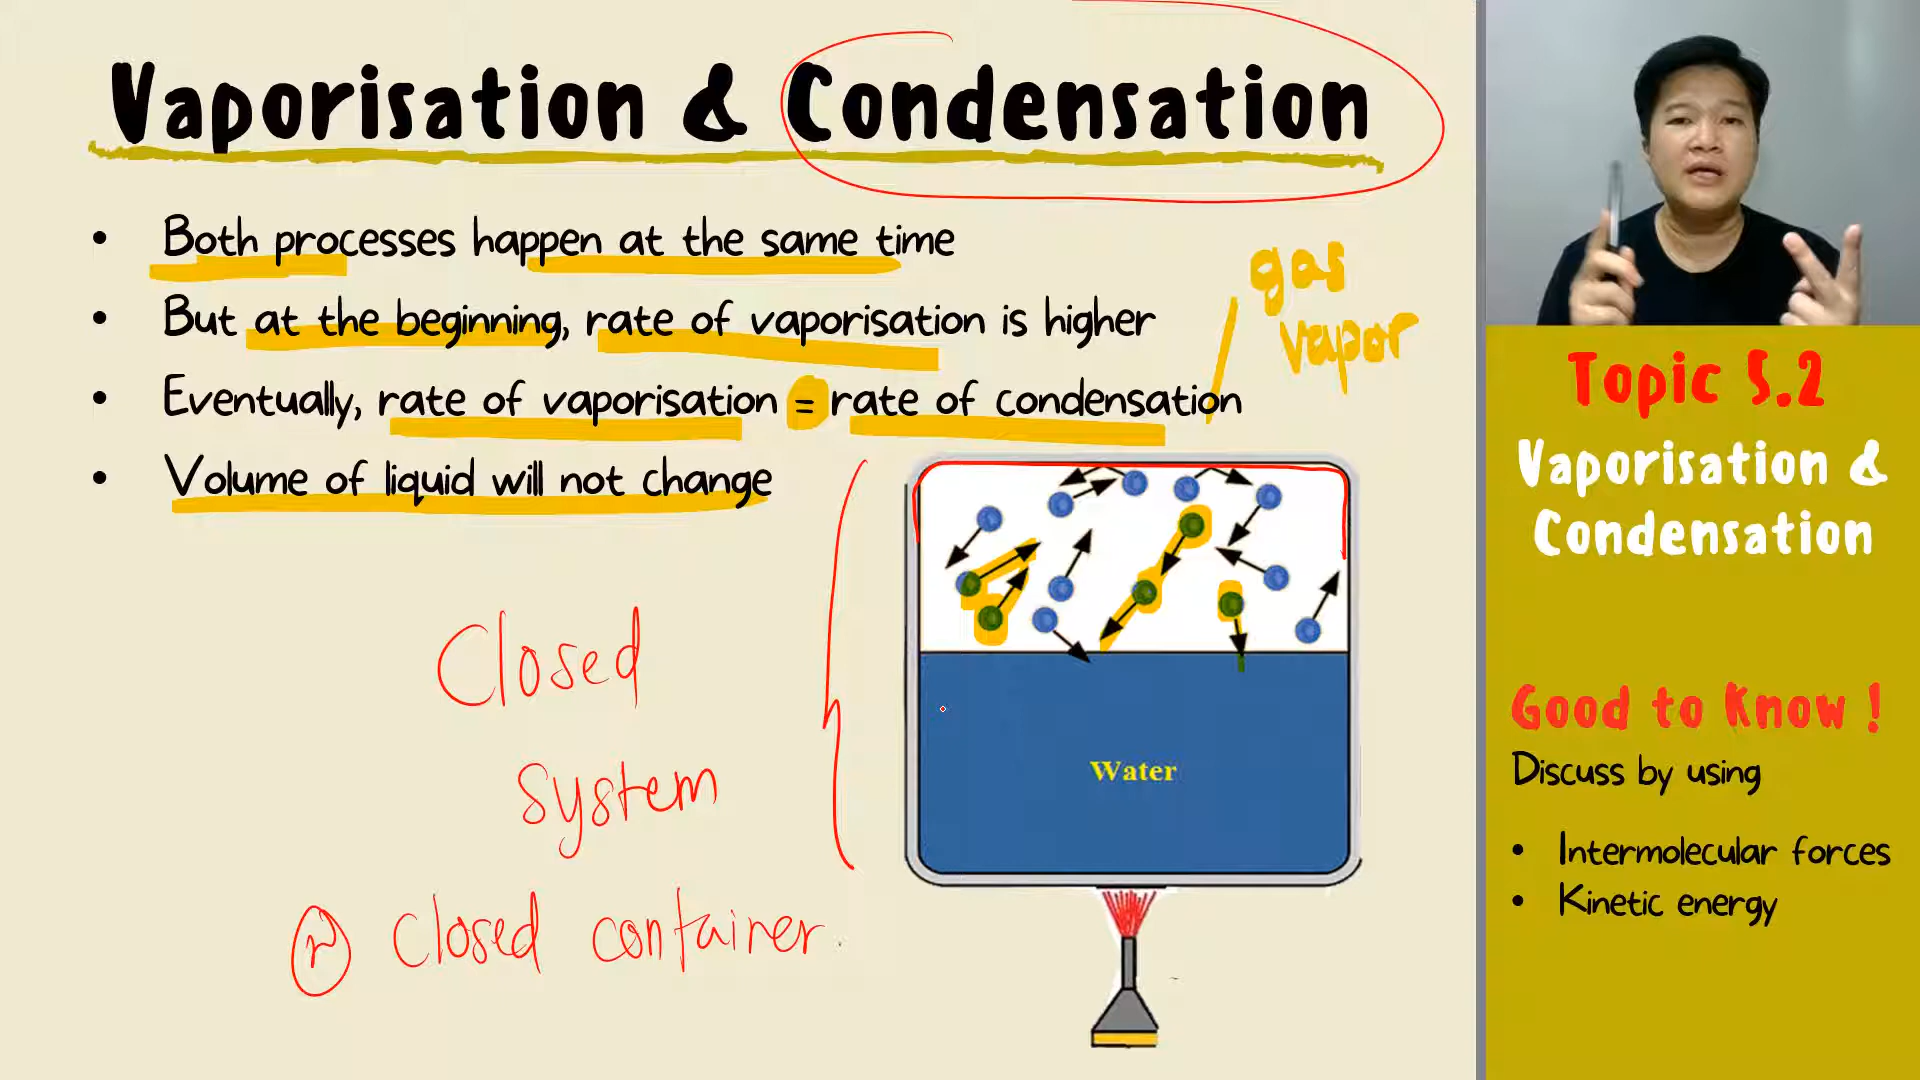 Vaporisation & Condensation
• Both processes happen at the same time
• But at the beginning, rate of vaporisation is higher
• Eventually, rate of vaporisation = rate of condensation
• Volume of liquid will not change
gas
vapor
Closed
system
r closed container
Water
Topic 5.2
Vaporisation &
Condensation
Good to Know !
Discuss by using
• Intermolecular forces
• Kinetic energy